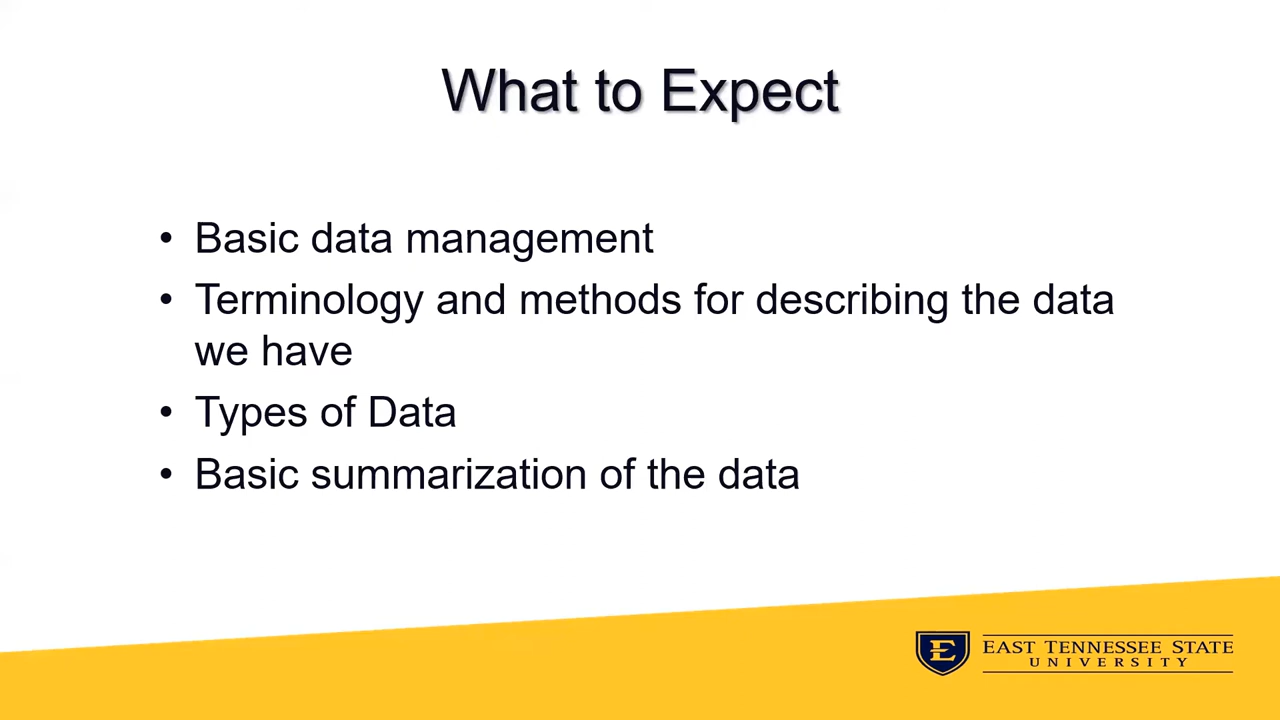 What to Expect
• Basic data management
• Terminology and methods for describing the data
we have
• Types of Data
• Basic summarization of the data
E
EAST TENNESSEE STATE
UNIVERSITY